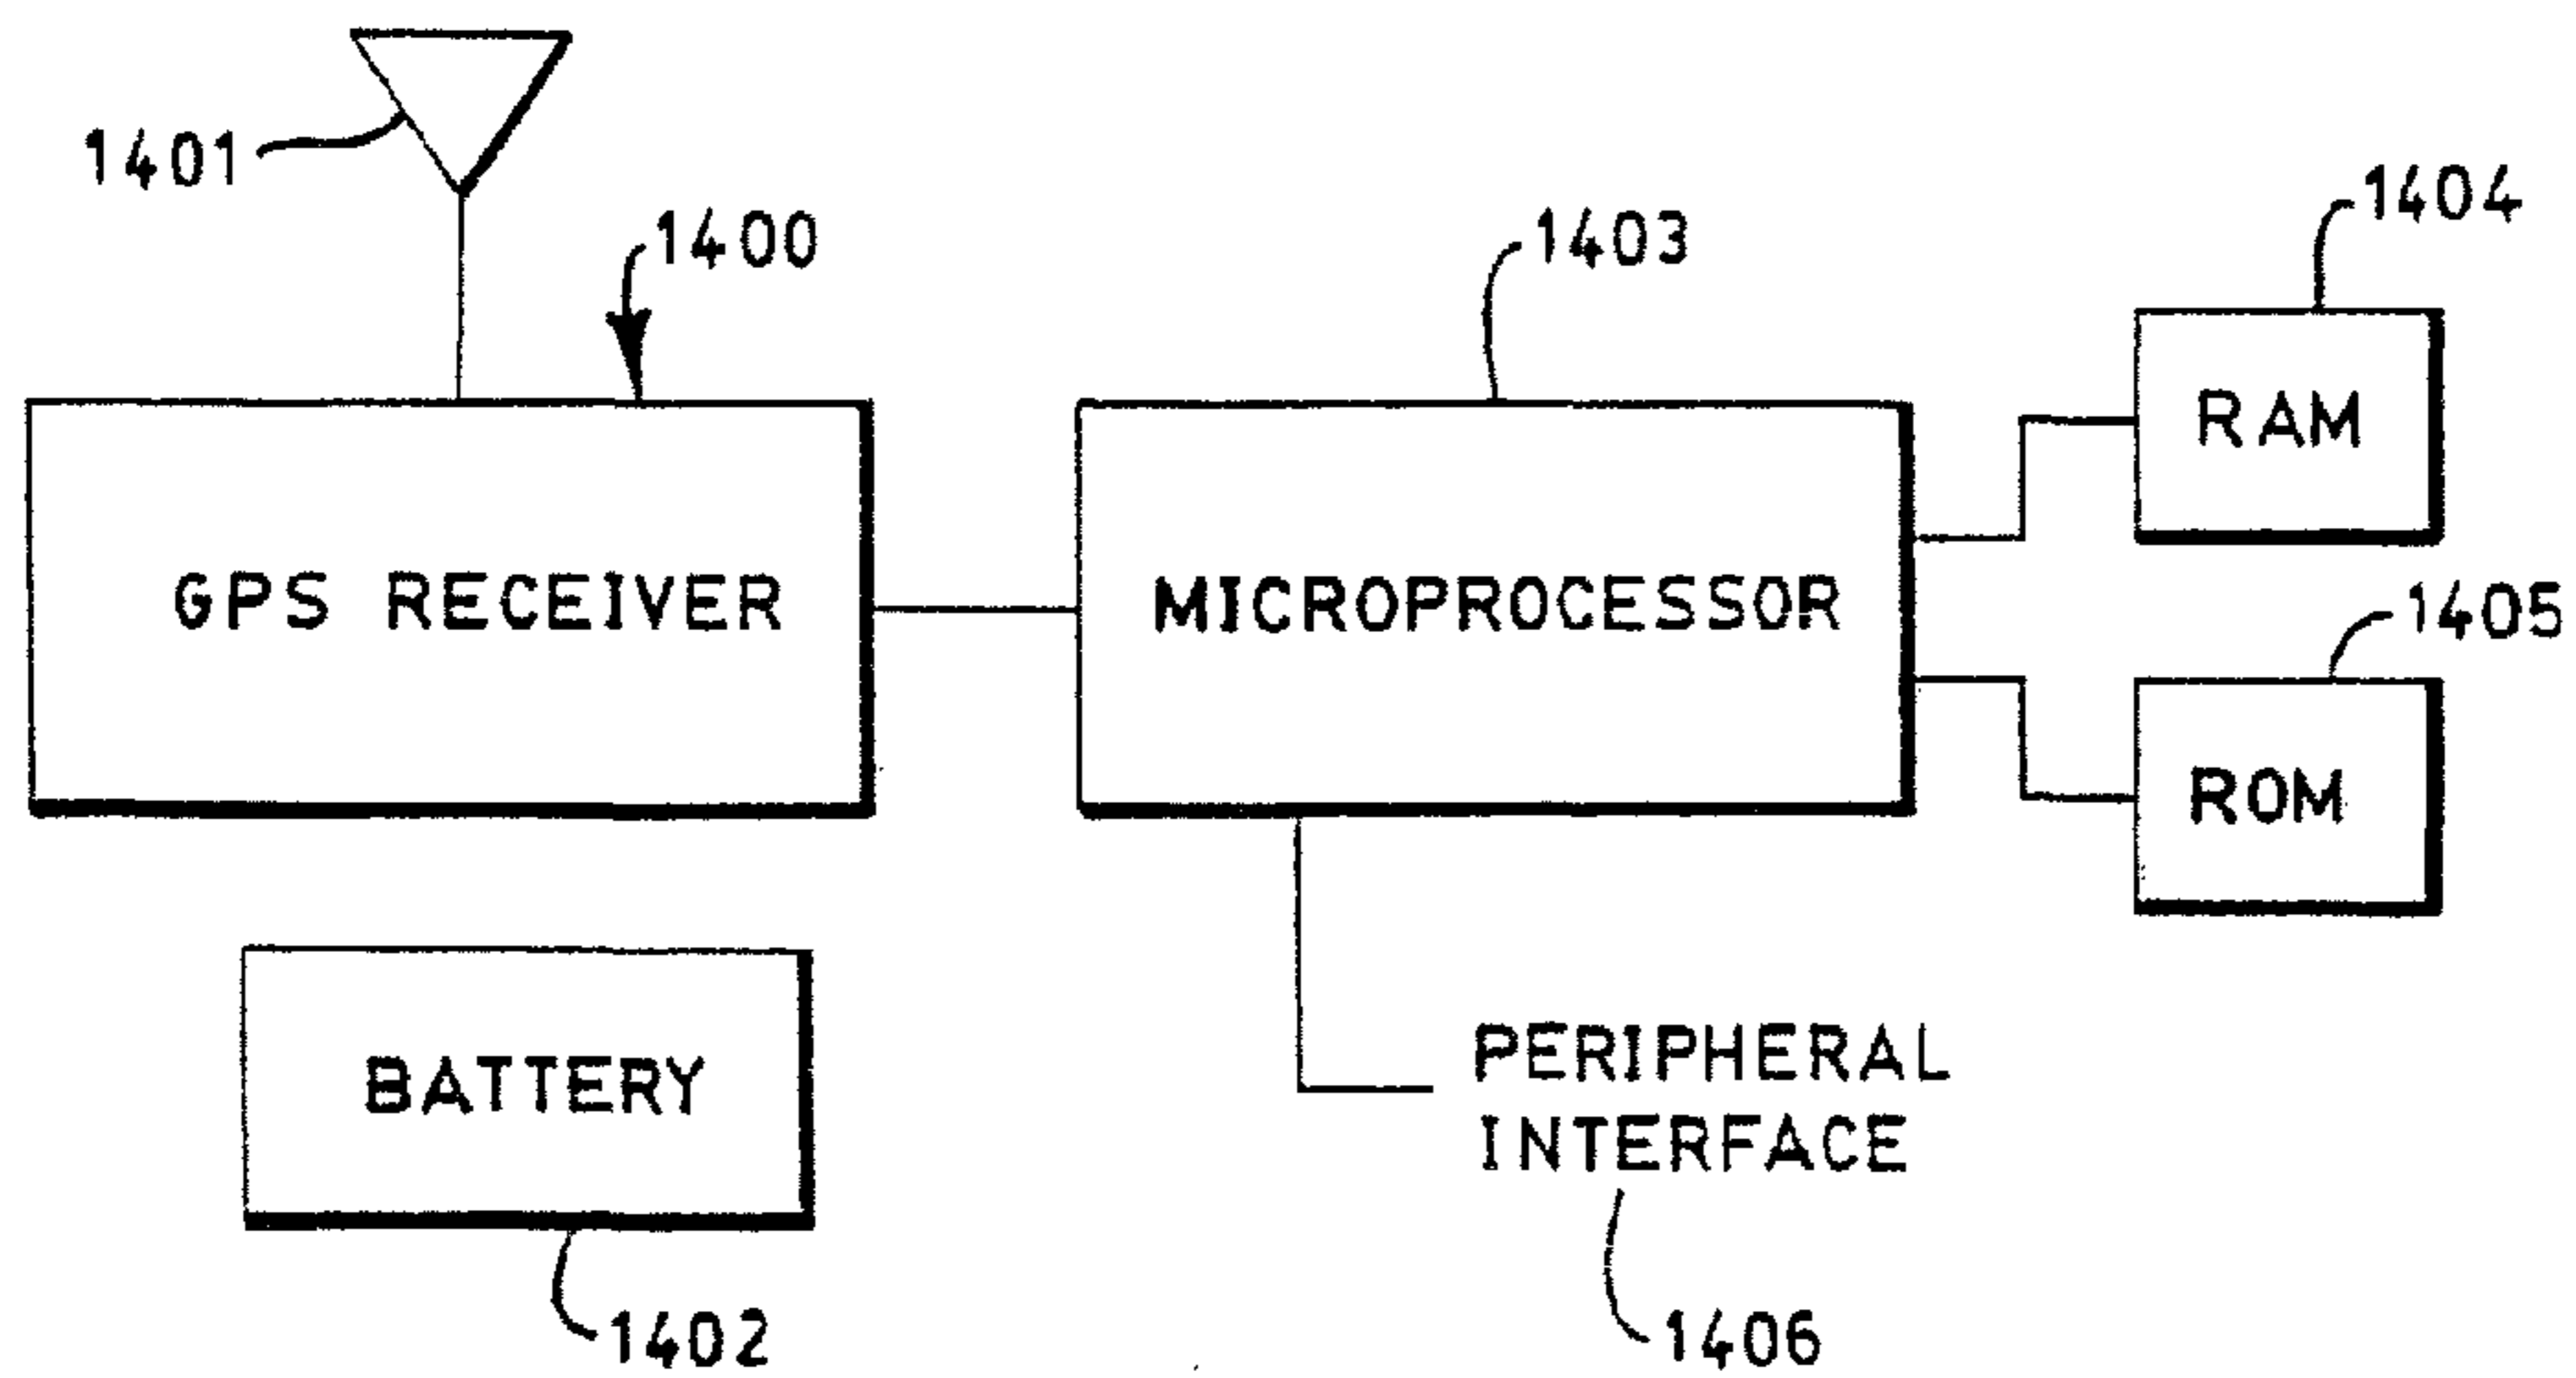 1401
1400
1403
1404
GPS RECEIVER
MICROPROCESSOR
RAM
1405
ROM
BATTERY
1402
PERIPHERAL
INTERFACE
1406